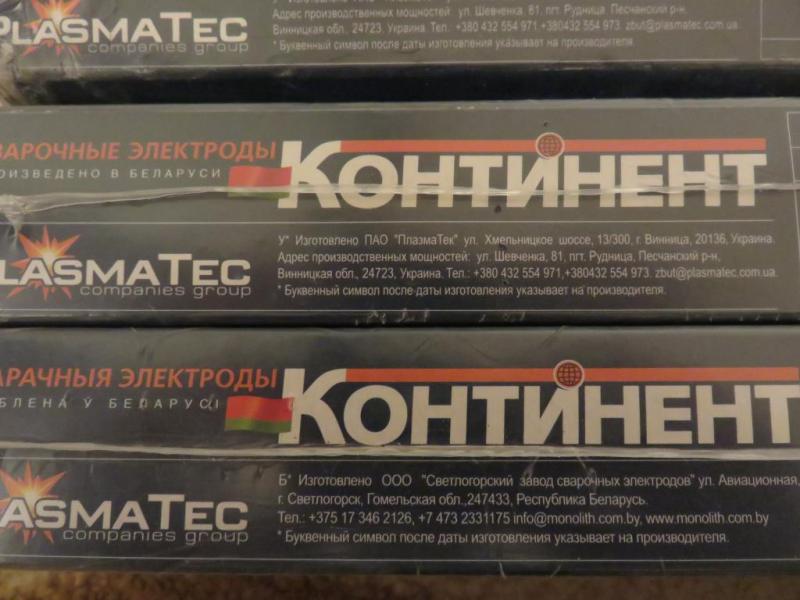 PLASMATEC
companies group
Адрес производственных мощностей: ул. Шевченка, 81, пгт. Рудница, Песчанский р-н,
Винницкая обл., 24723, Украина. Тел.: +380 432 554 971,+380432 554 973. zbut@plasmatec.com.ua
* Буквенный символ после даты изготовления указывает на производителя.
ВАРОЧНЫЕ ЭЛЕКТРОДЫ
ОИЗВЕДЕНО В БЕЛАРУСИ
КОНТИНЕНТ
LASMATEC
companies group
У* Изготовлено ПАО "ПлазмаТек" ул. Хмельницкое шоссе, 13/300, г. Винница, 20136, Украина.
Адрес производственных мощностей: ул. Шевченка, 81, пгт. Рудница, Песчанский р-н,
Винницкая обл., 24723, Украина. Тел.: +380 432 554 971,+380432 554 973. zbut@plasmatec.com.ua.
* Буквенный символ после даты изготовления указывает на производителя.
АРАЧНЫЯ ЭЛЕКТРОДЫ
БЛЕНА Ў БЕЛАРУСІ
КОНТИНЕНТ
ASMATEC
companies group
Б* Изготовлено ООО "Светлогорский завод сварочных электродов" ул. Авиационная,
г. Светлогорск, Гомельская обл.,247433, Республика Беларусь.
Тел.: +375 17 346 2126, +7 473 2331175 info@monolith.com.by, www.monolith.com.by
* Буквенный символ после даты изготовления указывает на производителя.